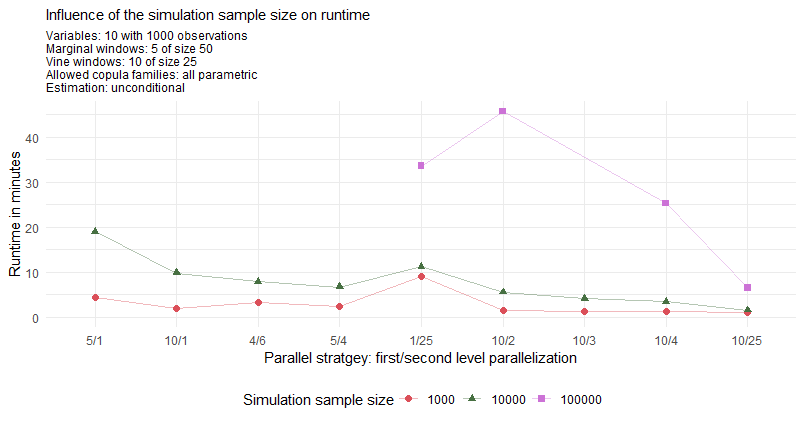 Influence of the simulation sample size on runtime
Variables: 10 with 1000 observations
Marginal windows: 5 of size 50
Vine windows: 10 of size 25
Allowed copula families: all parametric
Estimation: unconditional
Runtime in minutes
40
30
20
10
0
5/1 10/1 4/6 5/4 1/25 10/2 10/3 10/4 10/25
Parallel stratgey: first/second level parallelization
Simulation sample size 1000 10000 100000